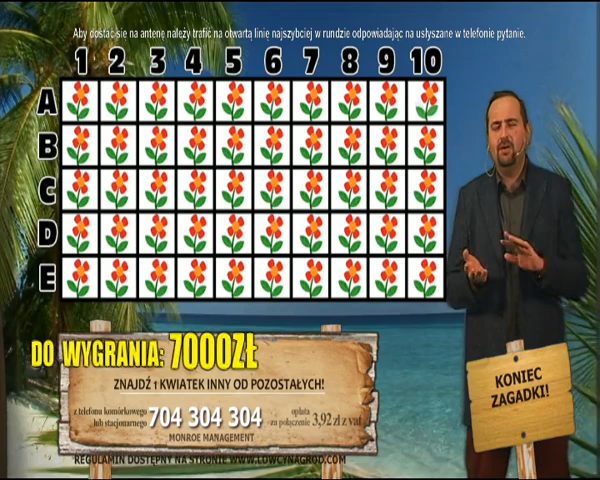 Aby dostać się na antenę należy trafić na otwartą linię najszybciej w rundzie odpowiadając na usłyszane w telefonie pytanie.
1 2 3 4 5 6 7 8 9 10
A
B
C
D
E
DO WYGRANIA: 7000ZŁ
ZNAJDŹ 1 KWIATEK INNY OD POZOSTAŁYCH!
z telefonu komórkowego lub stacjonarnego 704 304 304 opłata za połączenie 3,92 zł z vat
MONROE MANAGEMENT
REGULAMIN DOSTĘPNY NA STRONIE WWW.LOWCYNAGROD.COM
KONIEC
ZAGADKI!